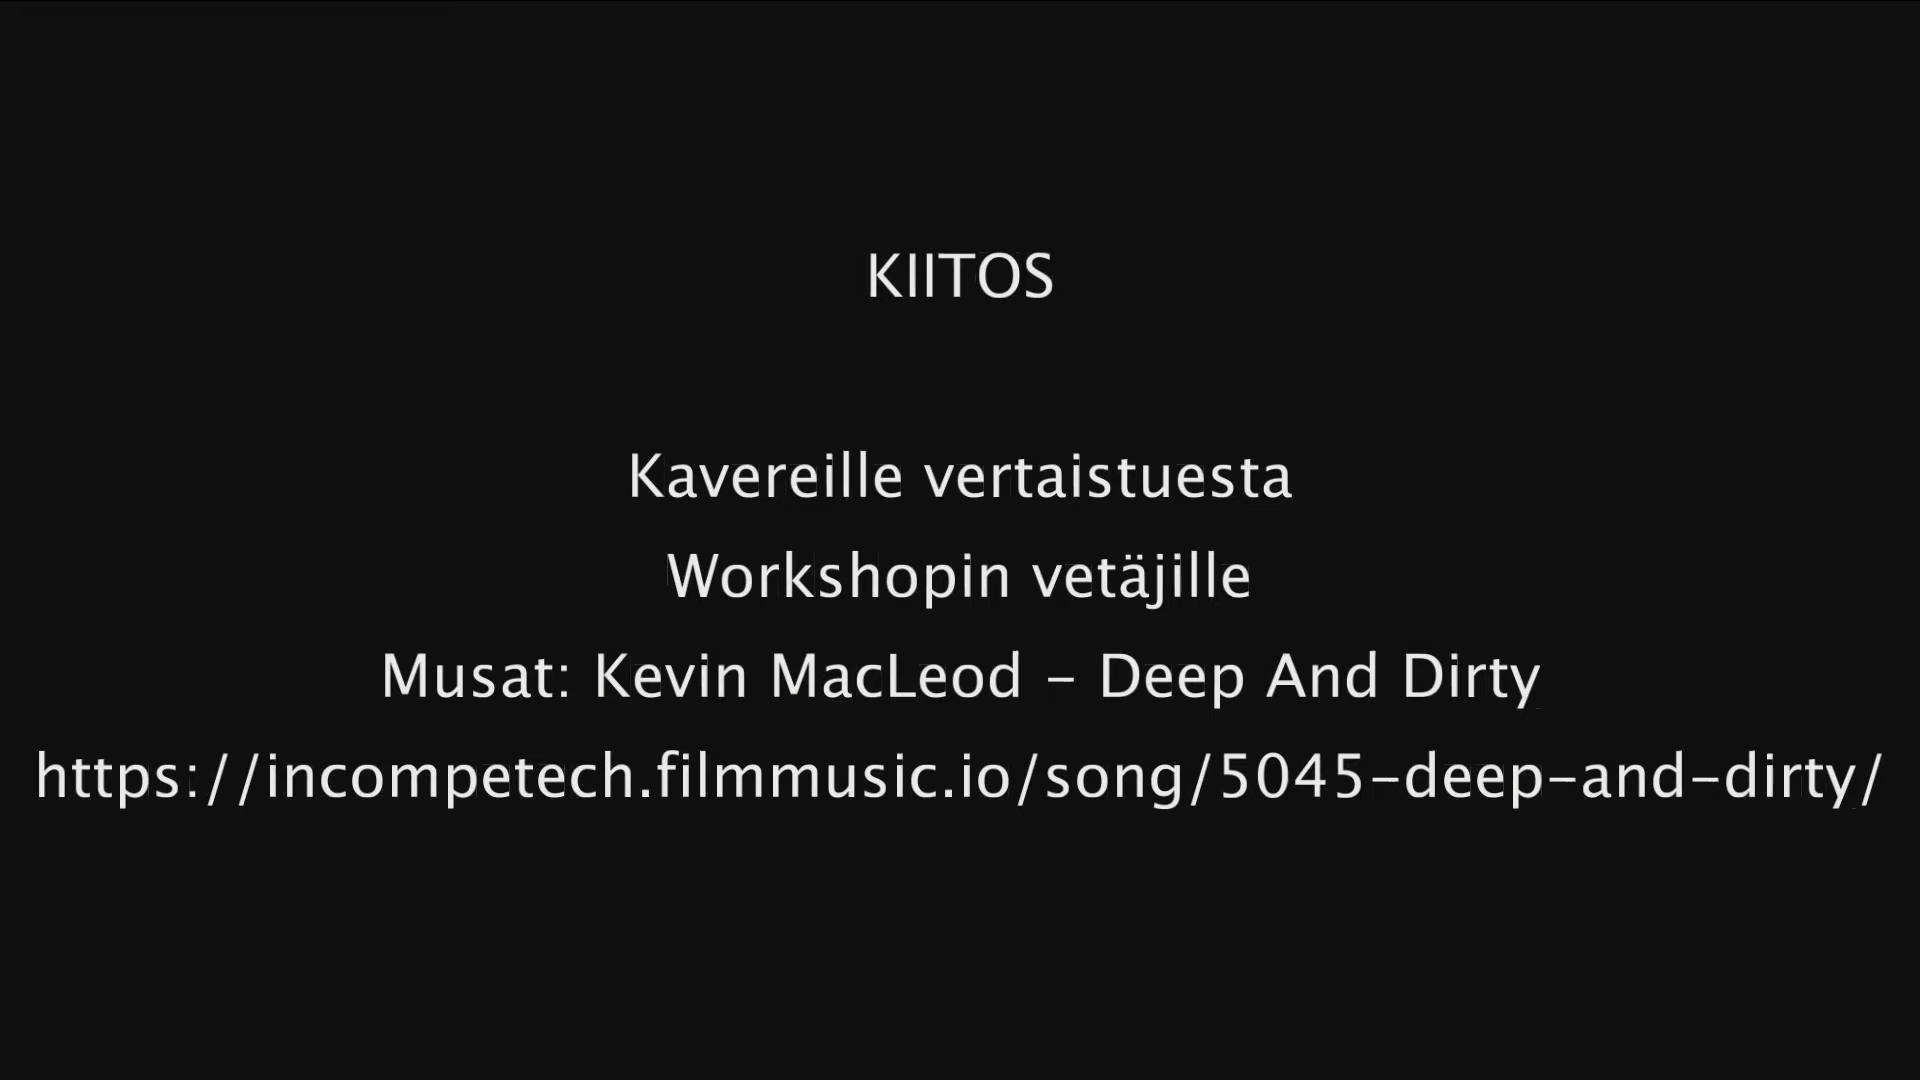 KIITOS
Kavereille vertaistuesta
Workshopin vetäjille
Musat: Kevin MacLeod - Deep And Dirty
https://incompetech.filmmusic.io/song/5045-deep-and-dirty/